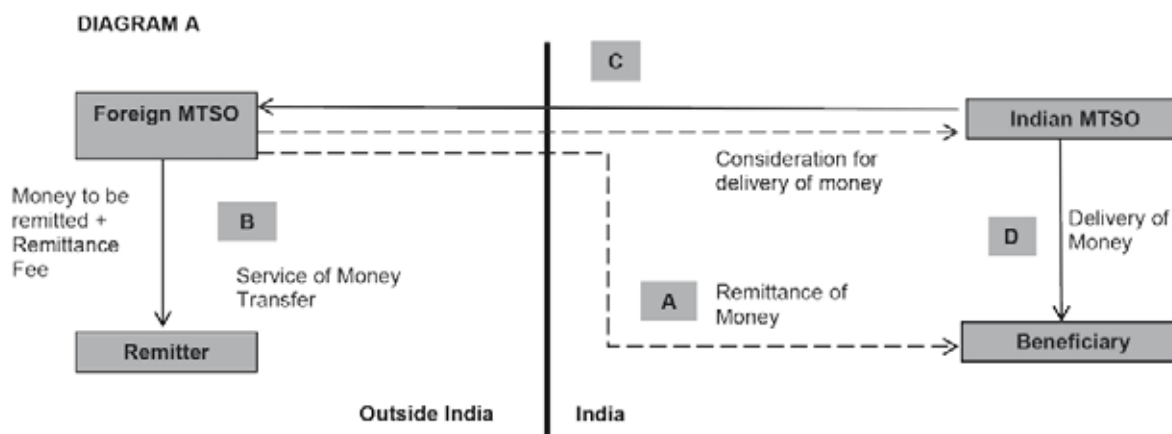 DIAGRAM A
C
Foreign MTSO
Indian MTSO
Consideration for
delivery of money
Money to be
remitted +
Remittance
Fee
B
Service of Money
Transfer
D
Delivery of
Money
A
Remittance of
Money
Remitter
Beneficiary
Outside India
India